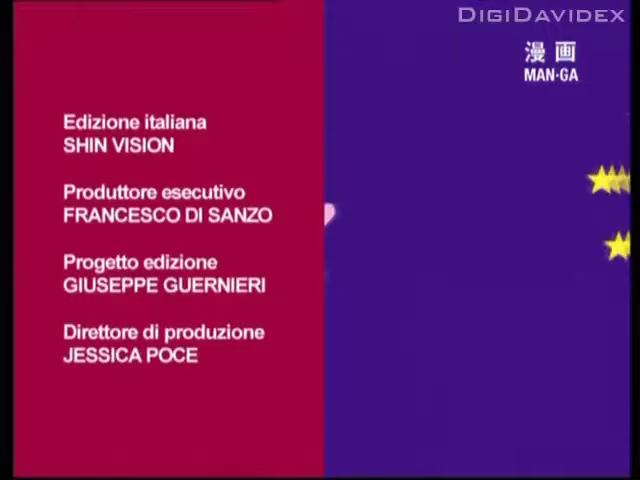 DIGIDAVIDEX
漫画
MAN-GA
Edizione italiana
SHIN VISION
Produttore esecutivo
FRANCESCO DI SANZO
Progetto edizione
GIUSEPPE GUERNIERI
Direttore di produzione
JESSICA POCE